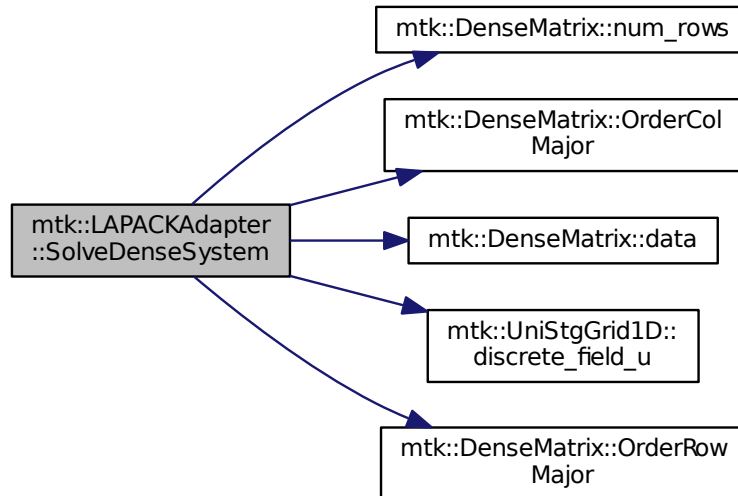 mtk::DenseMatrix::num_rows
mtk::DenseMatrix::OrderCol
Major
mtk::LAPACKAdapter
::SolveDenseSystem
mtk::DenseMatrix::data
mtk::UniStgGrid1D::
discrete_field_u
mtk::DenseMatrix::OrderRow
Major